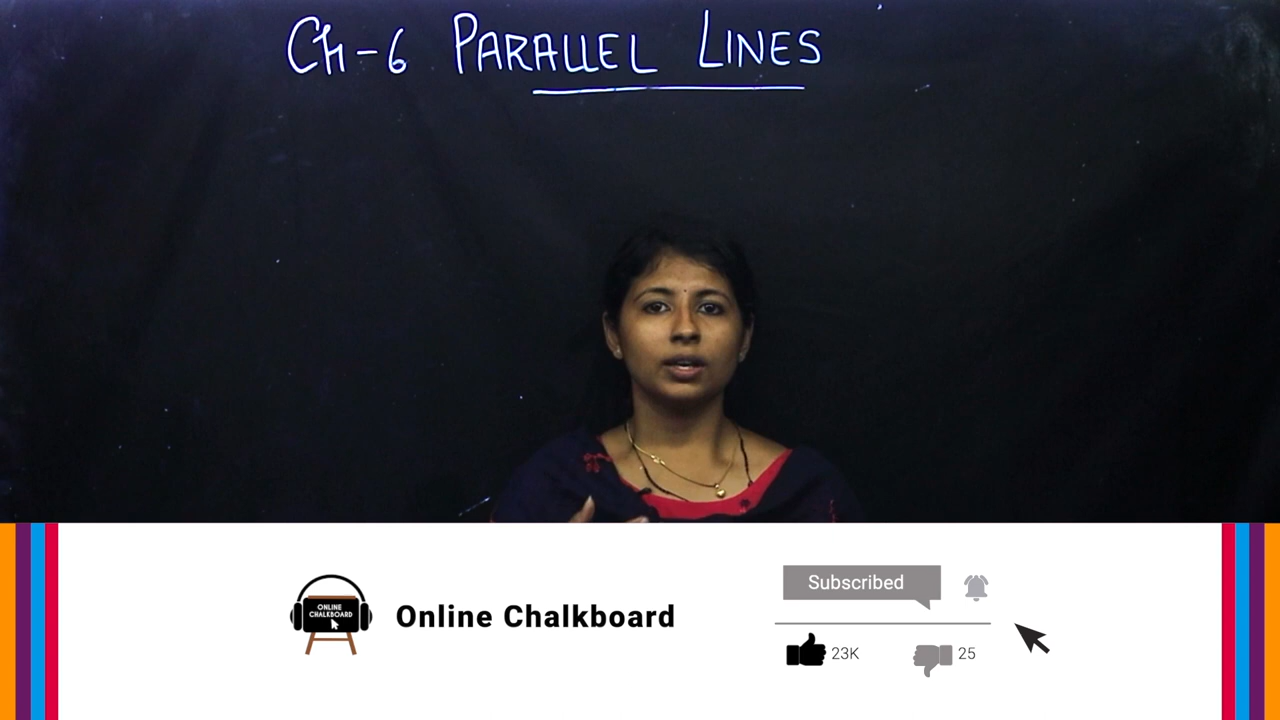 Ch-6 PARALLEL LINES
ONLINE
CHALKBOARD
Online Chalkboard
Subscribed
23K
25